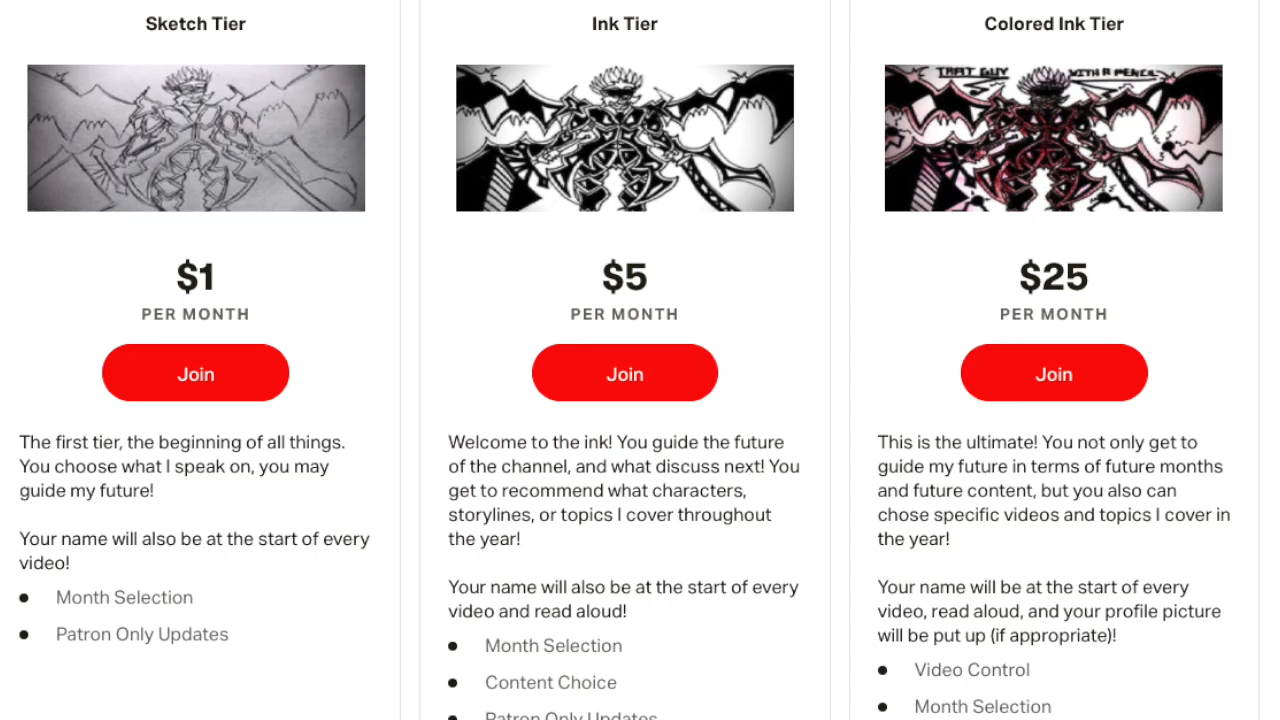 Sketch Tier
$1
PER MONTH
Join
The first tier, the beginning of all things.
You choose what I speak on, you may
guide my future!
Your name will also be at the start of every
video!
Month Selection
Patron Only Updates
Ink Tier
$5
PER MONTH
Join
Welcome to the ink! You guide the future
of the channel, and what discuss next! You
get to recommend what characters,
storylines, or topics I cover throughout
the year!
Your name will also be at the start of every
video and read aloud!
Month Selection
Content Choice
Patron Only Updates
Colored Ink Tier
THAT GUY WITH A PENCIL
$25
PER MONTH
Join
This is the ultimate! You not only get to
guide my future in terms of future months
and future content, but you also can
chose specific videos and topics I cover in
the year!
Your name will be at the start of every
video, read aloud, and your profile picture
will be put up (if appropriate)!
Video Control
Month Selection